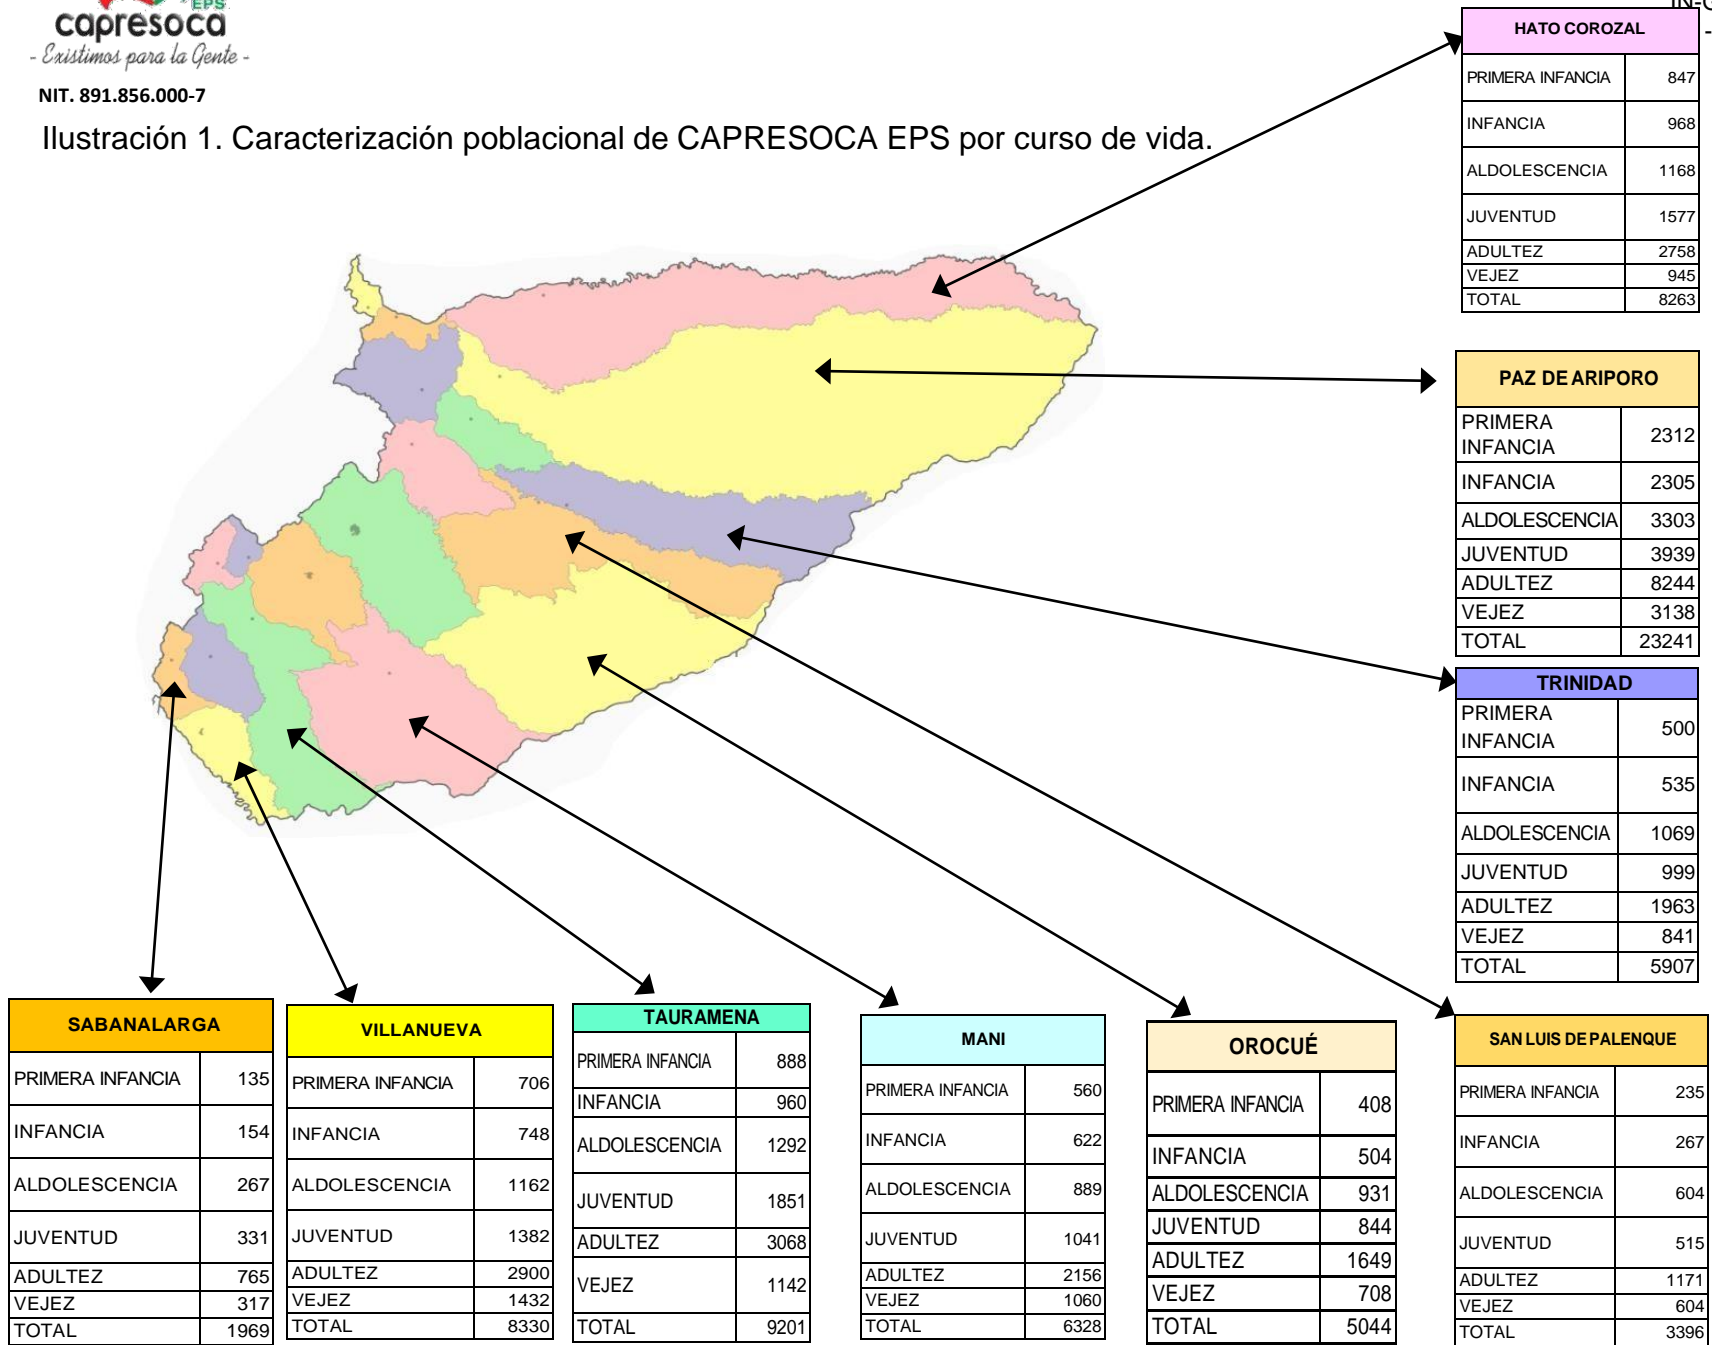 EPS
capresoca
- Existimos para la Gente -
NIT. 891.856.000-7
Ilustración 1. Caracterización poblacional de CAPRESOCA EPS por curso de vida.
HATO COROZAL
PRIMERA INFANCIA 847
INFANCIA 968
ALDOLESCENCIA 1168
JUVENTUD 1577
ADULTEZ 2758
VEJEZ 945
TOTAL 8263
PAZ DE ARIPORO
PRIMERA
INFANCIA 2312
INFANCIA 2305
ALDOLESCENCIA 3303
JUVENTUD 3939
ADULTEZ 8244
VEJEZ 3138
TOTAL 23241
TRINIDAD
PRIMERA
INFANCIA 500
INFANCIA 535
ALDOLESCENCIA 1069
JUVENTUD 999
ADULTEZ 1963
VEJEZ 841
TOTAL 5907
SABANALARGA
PRIMERA INFANCIA 135
INFANCIA 154
ALDOLESCENCIA 267
JUVENTUD 331
ADULTEZ 765
VEJEZ 317
TOTAL 1969
VILLANUEVA
PRIMERA INFANCIA 706
INFANCIA 748
ALDOLESCENCIA 1162
JUVENTUD 1382
ADULTEZ 2900
VEJEZ 1432
TOTAL 8330
TAURAMENA
PRIMERA INFANCIA 888
INFANCIA 960
ALDOLESCENCIA 1292
JUVENTUD 1851
ADULTEZ 3068
VEJEZ 1142
TOTAL 9201
MANI
PRIMERA INFANCIA 560
INFANCIA 622
ALDOLESCENCIA 889
JUVENTUD 1041
ADULTEZ 2156
VEJEZ 1060
TOTAL 6328
OROCUÉ
PRIMERA INFANCIA 408
INFANCIA 504
ALDOLESCENCIA 931
JUVENTUD 844
ADULTEZ 1649
VEJEZ 708
TOTAL 5044
SAN LUIS DE PALENQUE
PRIMERA INFANCIA 235
INFANCIA 267
ALDOLESCENCIA 604
JUVENTUD 515
ADULTEZ 1171
VEJEZ 604
TOTAL 3396